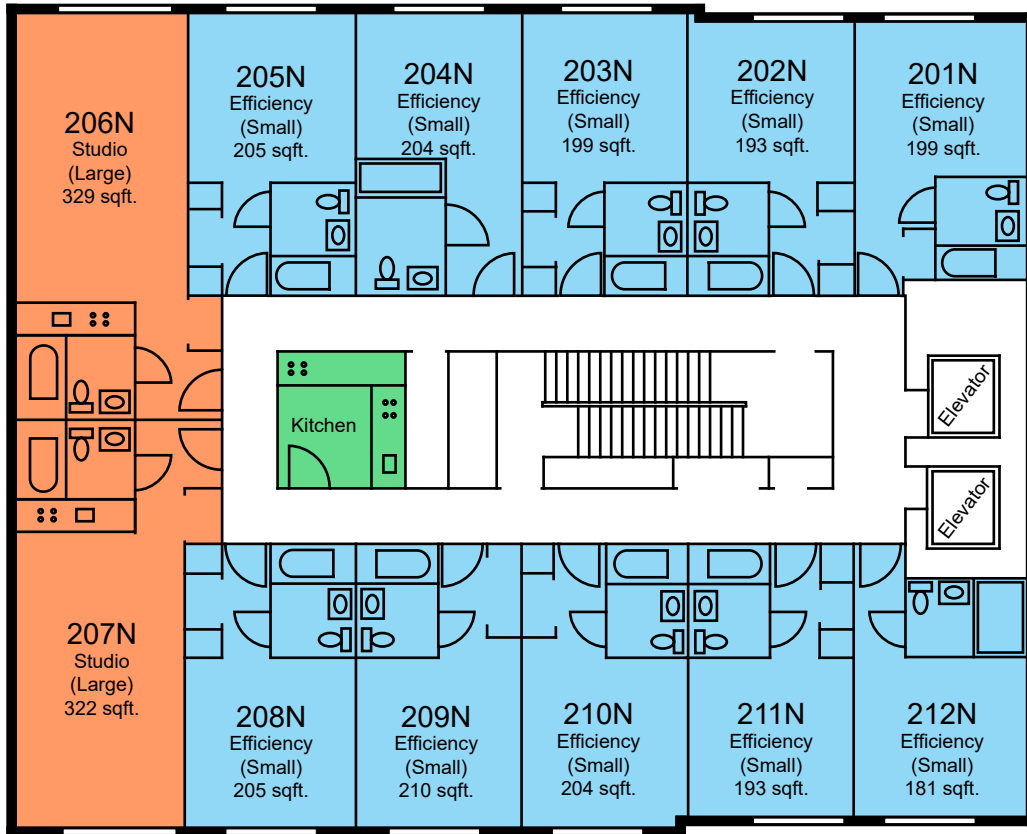 205N
Efficiency
(Small)
205 sqft.
204N
Efficiency
(Small)
204 sqft.
203N
Efficiency
(Small)
199 sqft.
202N
Efficiency
(Small)
193 sqft.
201N
Efficiency
(Small)
199 sqft.
206N
Studio
(Large)
329 sqft.
Kitchen
Elevator
Elevator
207N
Studio
(Large)
322 sqft.
208N
Efficiency
(Small)
205 sqft.
209N
Efficiency
(Small)
210 sqft.
210N
Efficiency
(Small)
204 sqft.
211N
Efficiency
(Small)
193 sqft.
212N
Efficiency
(Small)
181 sqft.